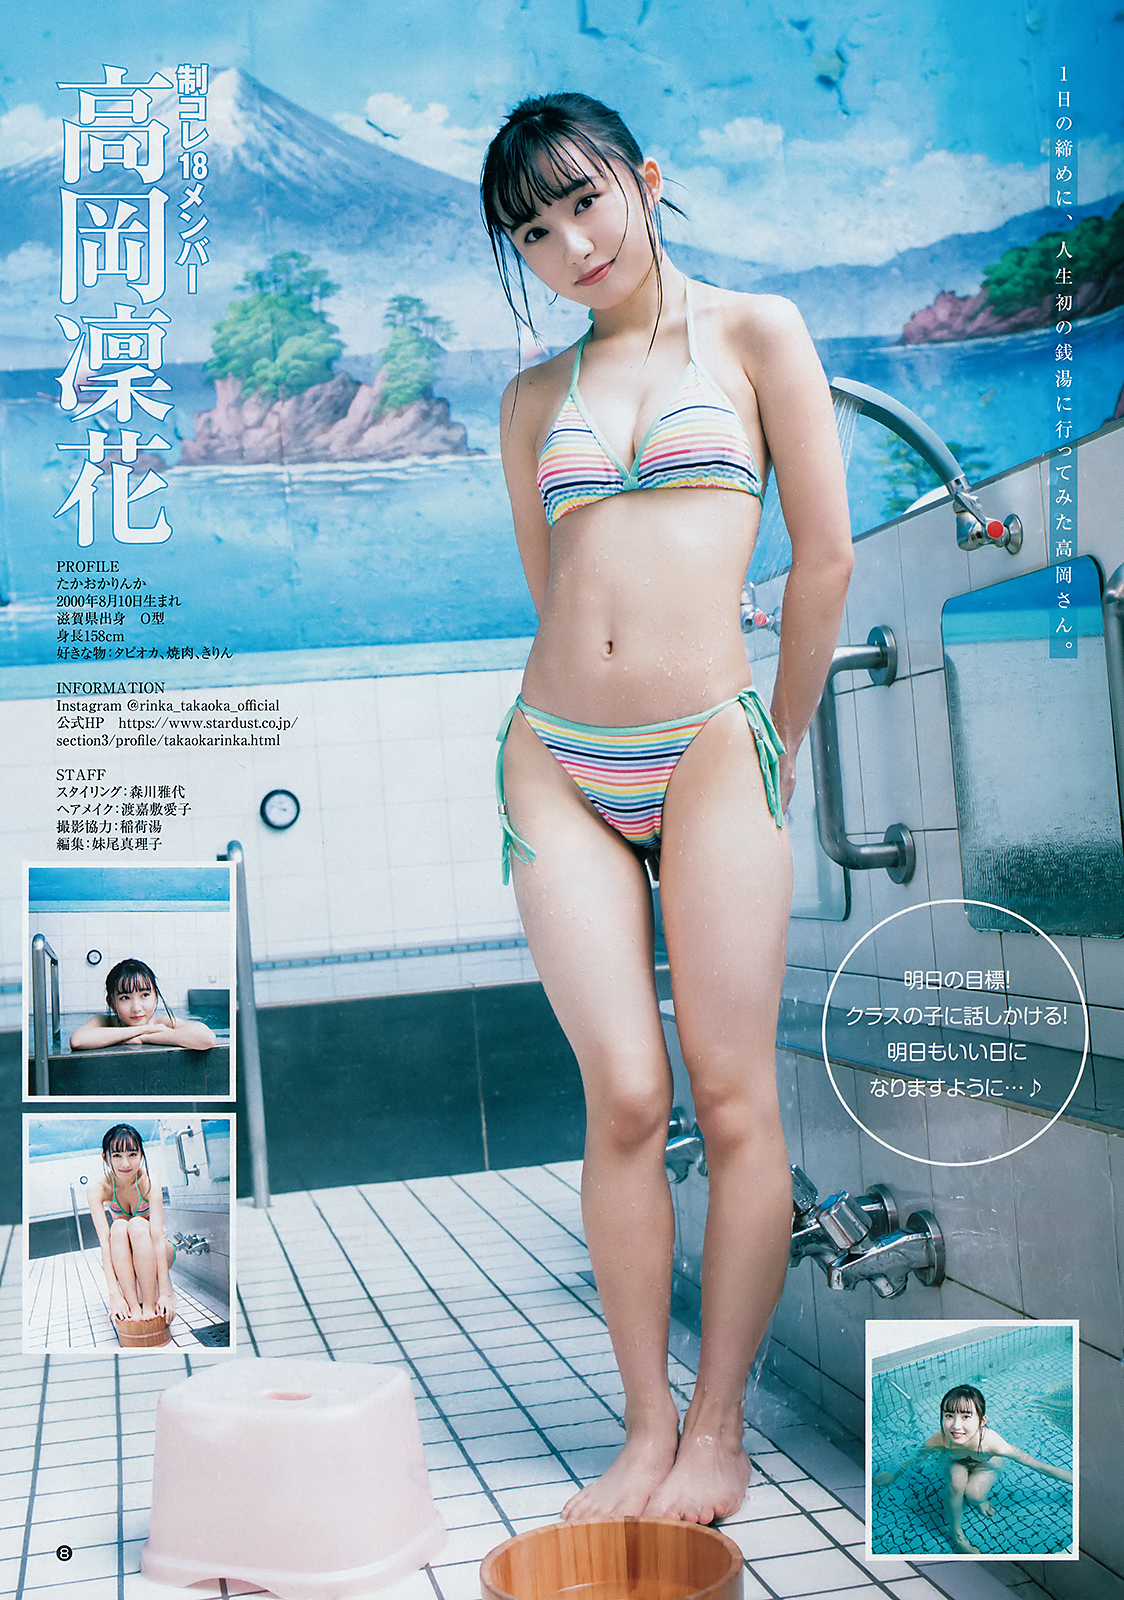 制コレ18メンバー
高岡凜花
PROFILE
たかおかりんか
2000年8月10日生まれ
滋賀県出身　O型
身長158cm
好きな物：タピオカ、焼肉、きりん
INFORMATION
Instagram @rinka_takaoka_official
公式HP　https://www.stardust.co.jp/
section3/profile/takaokarinka.html
STAFF
スタイリング：森川雅代
ヘアメイク：渡嘉敷愛子
撮影協力：稲荷湯
編集：妹尾真理子
1日の締めに、人生初の銭湯に行ってみた高岡さん。
明日の目標!
クラスの子に話しかける!
明日もいい日に
なりますように…♪
8